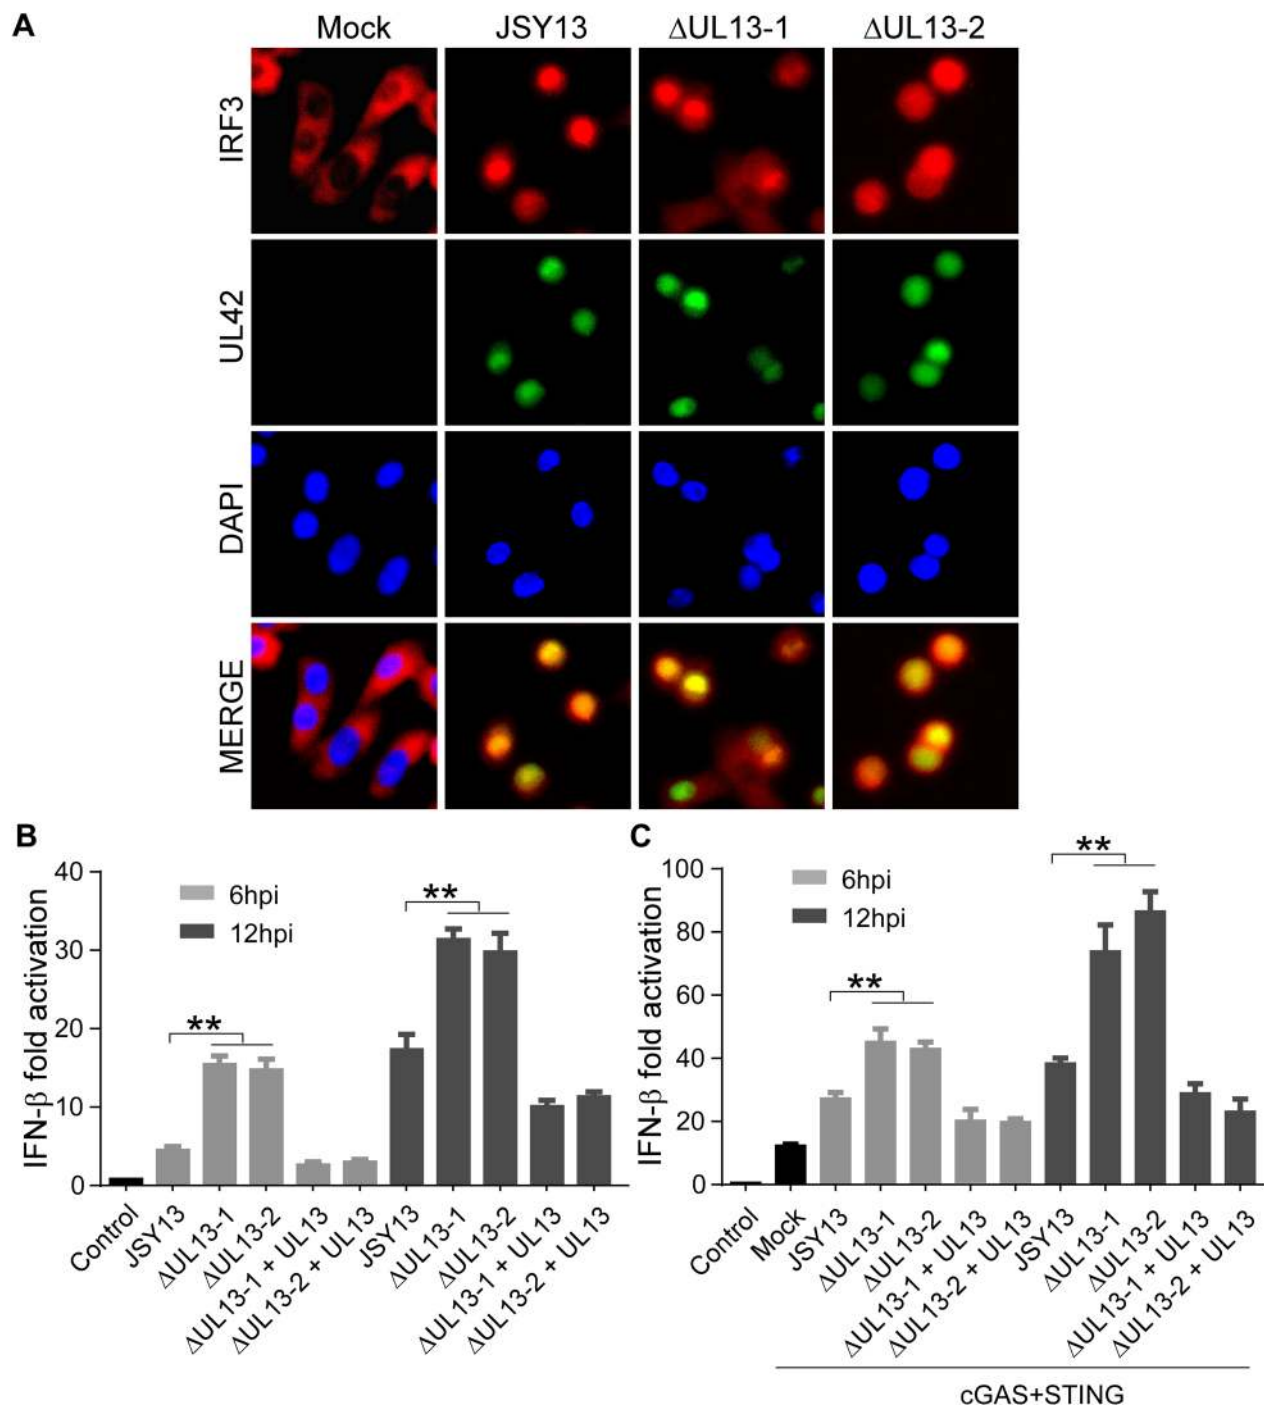 A
Mock JSY13 ΔUL13-1 ΔUL13-2
IRF3
UL42
DAPI
MERGE
B
IFN-β fold activation
40
30
20
10
0
6hpi
12hpi
**
**
Control
JSY13
ΔUL13-1
ΔUL13-2
ΔUL13-1 + UL13
ΔUL13-2 + UL13
JSY13
ΔUL13-1
ΔUL13-2
ΔUL13-1 + UL13
ΔUL13-2 + UL13
C
IFN-β fold activation
100
80
60
40
20
0
6hpi
12hpi
**
**
Control
Mock
JSY13
ΔUL13-1
ΔUL13-2
ΔUL13-1 + UL13
ΔUL13-2 + UL13
JSY13
ΔUL13-1
ΔUL13-2
ΔUL13-1 + UL13
ΔUL13-2 + UL13
cGAS+STING